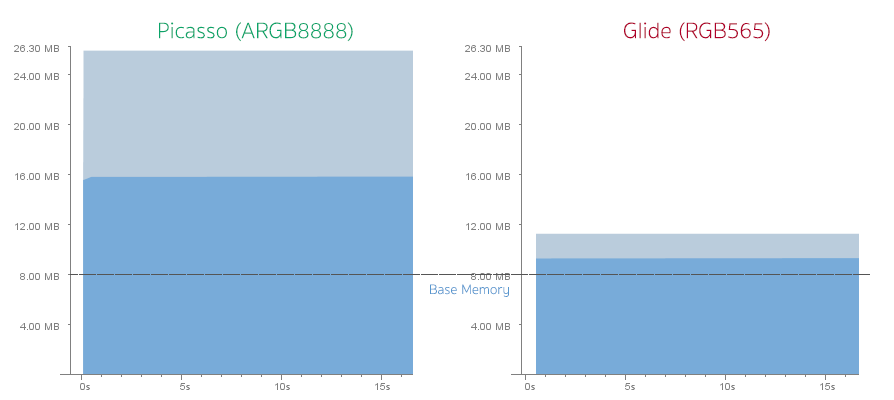 Picasso (ARGB8888)
26.30 MB
24.00 MB
20.00 MB
16.00 MB
12.00 MB
8.00 MB
4.00 MB
0s 5s 10s 15s
Glide (RGB565)
26.30 MB
24.00 MB
20.00 MB
16.00 MB
12.00 MB
8.00 MB
Base Memory
4.00 MB
0s 5s 10s 15s